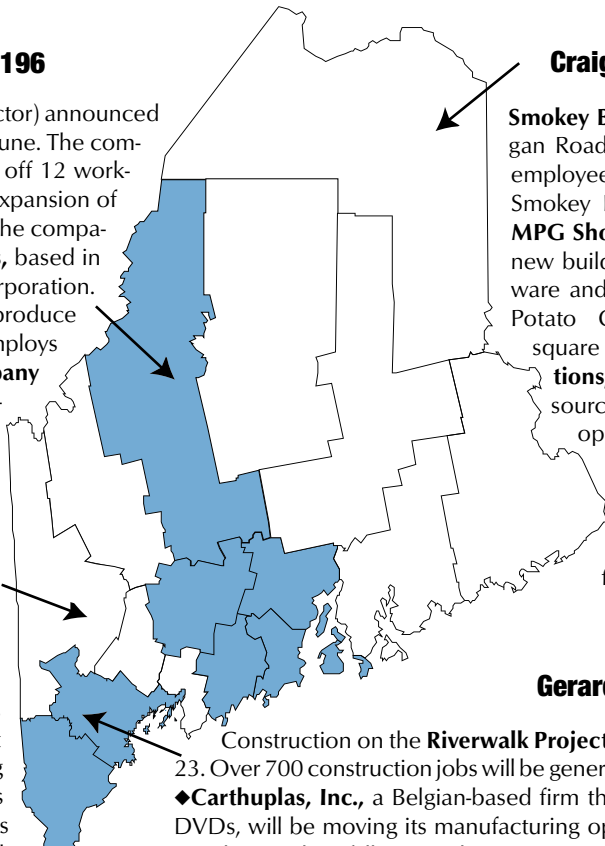 196
ctor) announced
une. The com-
off 12 work-
xpansion of
he compa-
s, based in
rporation.
produce
mploys
pany
Craig
Smokey B
gan Road
employee
Smokey
MPG Sho
new build
ware and
Potato C
square
tions,
sourc
op
f
Gerard
Construction on the Riverwalk Project
23. Over 700 construction jobs will be gener
◆Carthuplas, Inc., a Belgian-based firm th
DVDs, will be moving its manufacturing op
g
s
s